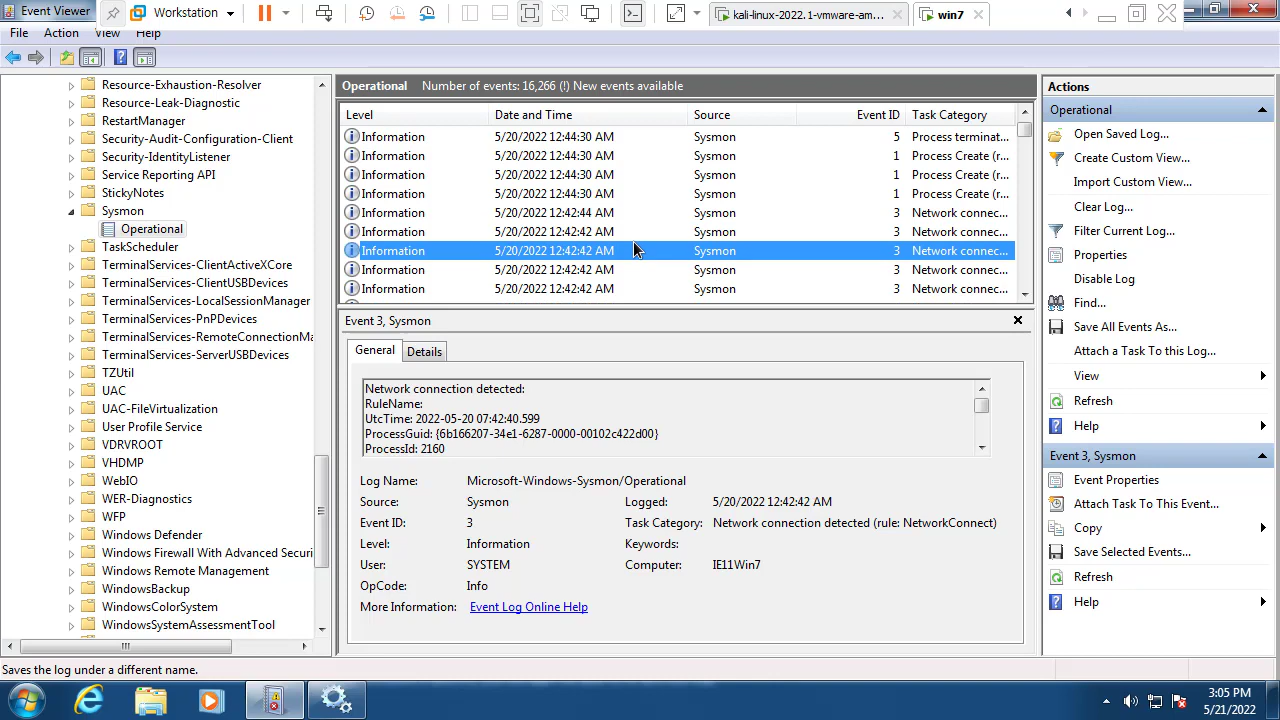 Event Viewer
Workstation
kali-linux-2022.1-vmware-am...
win7
File Action View Help
Resource-Exhaustion-Resolver
Resource-Leak-Diagnostic
RestartManager
Security-Audit-Configuration-Client
Security-IdentityListener
Service Reporting API
StickyNotes
Sysmon
Operational
TaskScheduler
TerminalServices-ClientActiveXCore
TerminalServices-ClientUSBDevices
TerminalServices-LocalSessionManager
TerminalServices-PnPDevices
TerminalServices-RemoteConnectionMa
TerminalServices-ServerUSBDevices
TZUtil
UAC
UAC-FileVirtualization
User Profile Service
VDRVROOT
VHDMP
WebIO
WER-Diagnostics
WFP
Windows Defender
Windows Firewall With Advanced Securi
Windows Remote Management
WindowsBackup
WindowsColorSystem
WindowsSystemAssessmentTool
Operational Number of events: 16,266 (!) New events available
Level Date and Time Source Event ID Task Category
Information 5/20/2022 12:44:30 AM Sysmon 5 Process terminat...
Information 5/20/2022 12:44:30 AM Sysmon 1 Process Create (r...
Information 5/20/2022 12:44:30 AM Sysmon 1 Process Create (r...
Information 5/20/2022 12:44:30 AM Sysmon 1 Process Create (r...
Information 5/20/2022 12:42:44 AM Sysmon 3 Network connec...
Information 5/20/2022 12:42:42 AM Sysmon 3 Network connec...
Information 5/20/2022 12:42:42 AM Sysmon 3 Network connec...
Information 5/20/2022 12:42:42 AM Sysmon 3 Network connec...
Information 5/20/2022 12:42:42 AM Sysmon 3 Network connec...
Event 3, Sysmon
General Details
Network connection detected:
RuleName:
UtcTime: 2022-05-20 07:42:40.599
ProcessGuid: {6b166207-34e1-6287-0000-00102c422d00}
ProcessId: 2160
Log Name: Microsoft-Windows-Sysmon/Operational
Source: Sysmon Logged: 5/20/2022 12:42:42 AM
Event ID: 3 Task Category: Network connection detected (rule: NetworkConnect)
Level: Information Keywords:
User: SYSTEM Computer: IE11Win7
OpCode: Info
More Information: Event Log Online Help
Actions
Operational
Open Saved Log...
Create Custom View...
Import Custom View...
Clear Log...
Filter Current Log...
Properties
Disable Log
Find...
Save All Events As...
Attach a Task To this Log...
View
Refresh
Help
Event 3, Sysmon
Event Properties
Attach Task To This Event...
Copy
Save Selected Events...
Refresh
Help
Saves the log under a different name.
3:05 PM
5/21/2022